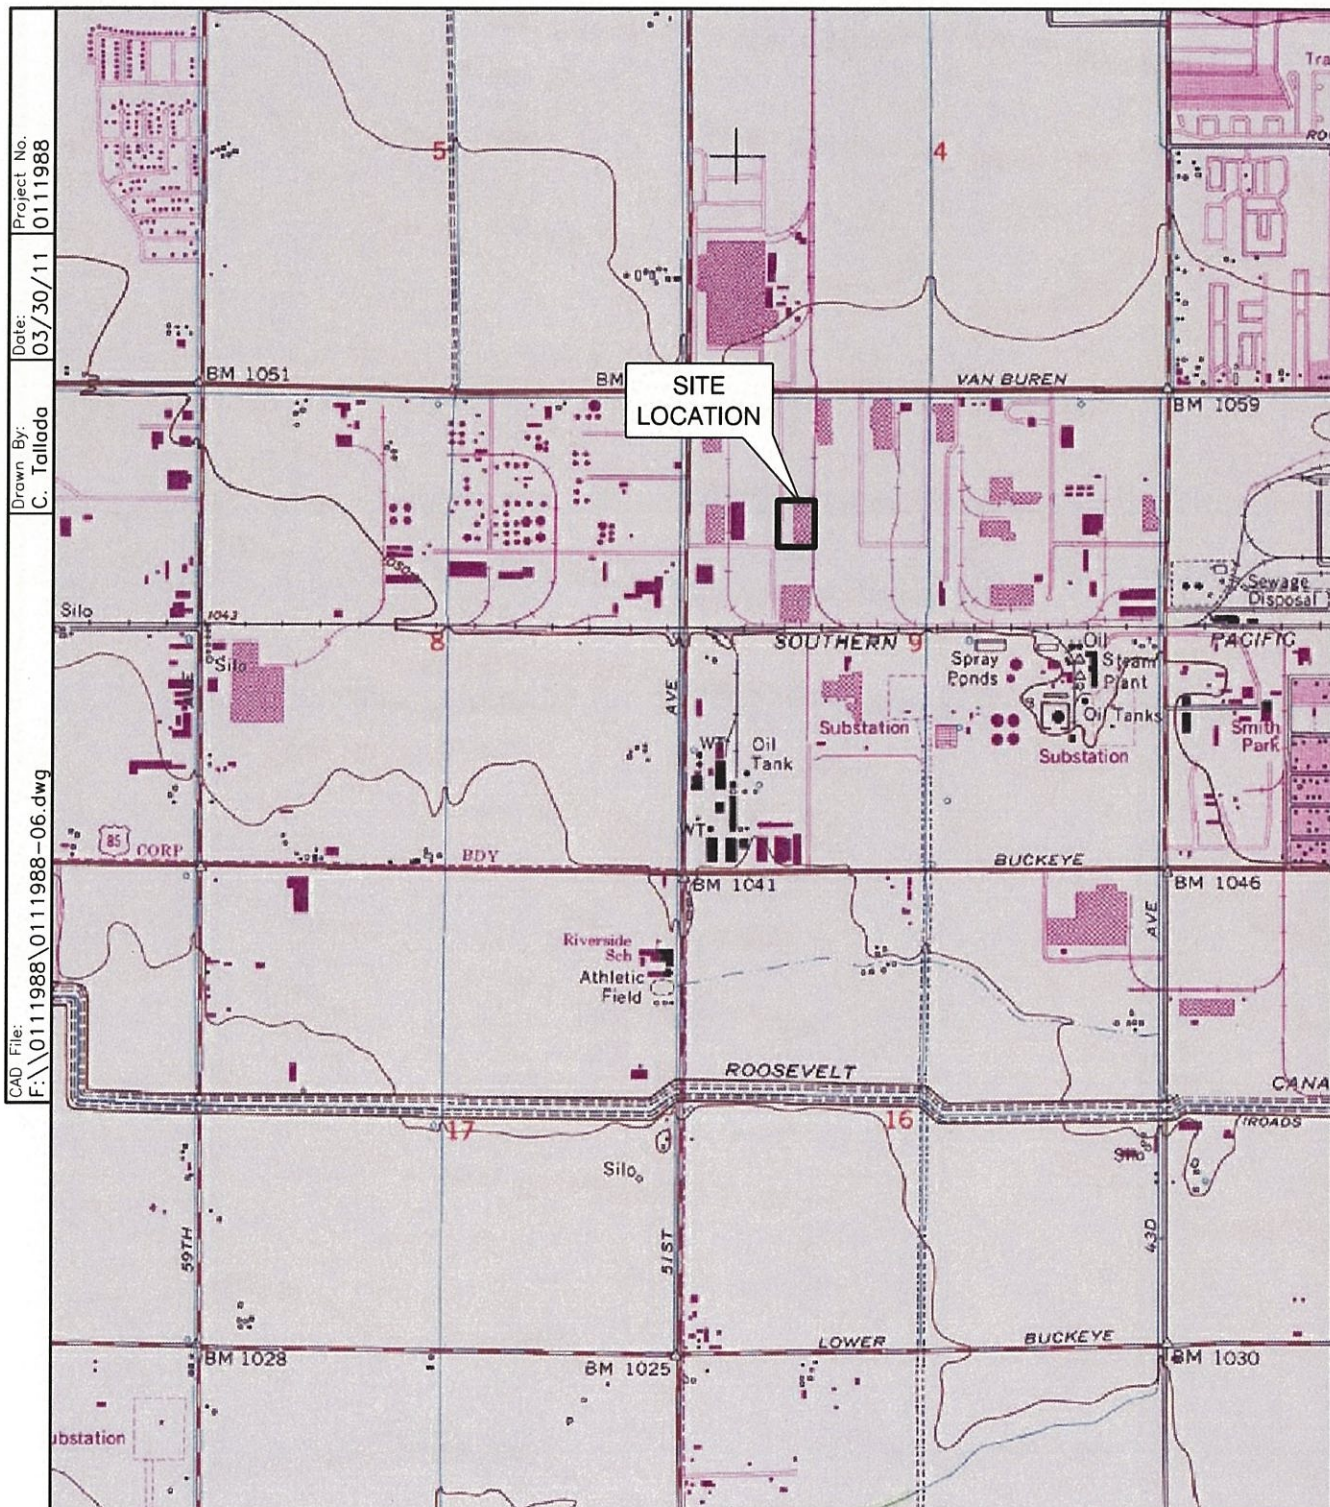 CAD File:
F:\\0111988\0111988-06.dwg
Drawn By:
C. Tallada
Date:
03/30/11
Project No.
0111988
5
4
BM 1051
BM
VAN BUREN
BM 1059
SITE
LOCATION
Silo
1043
8
SOUTHERN
9
PACIFIC
Sewage
Disposal
Silo
AVE
AVE
Spray
Ponds
Oil
Steam
Plant
Oil Tanks
Substation
Substation
Smith
Park
WT
Oil
Tank
WT
85
CORP
BDY
BUCKEYE
BM 1041
BM 1046
AVE
Riverside
Sch
Athletic
Field
ROOSEVELT
CANA
17
16
ROADS
Silo
Silo
59TH
51ST
43D
LOWER
BUCKEYE
BM 1028
BM 1025
BM 1030
ubstation